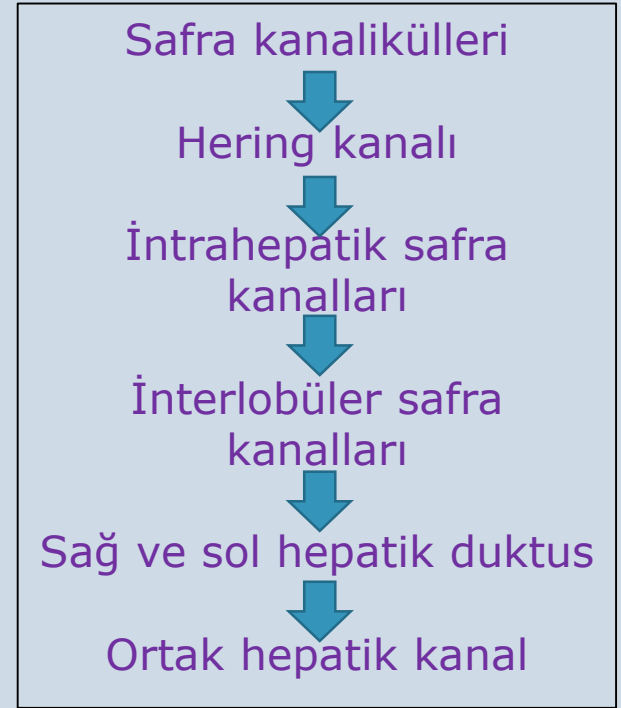 Safra kanalikülleri
Hering kanalı
İntrahepatik safra
kanalları
İnterlobüler safra
kanalları
Sağ ve sol hepatik duktus
Ortak hepatik kanal